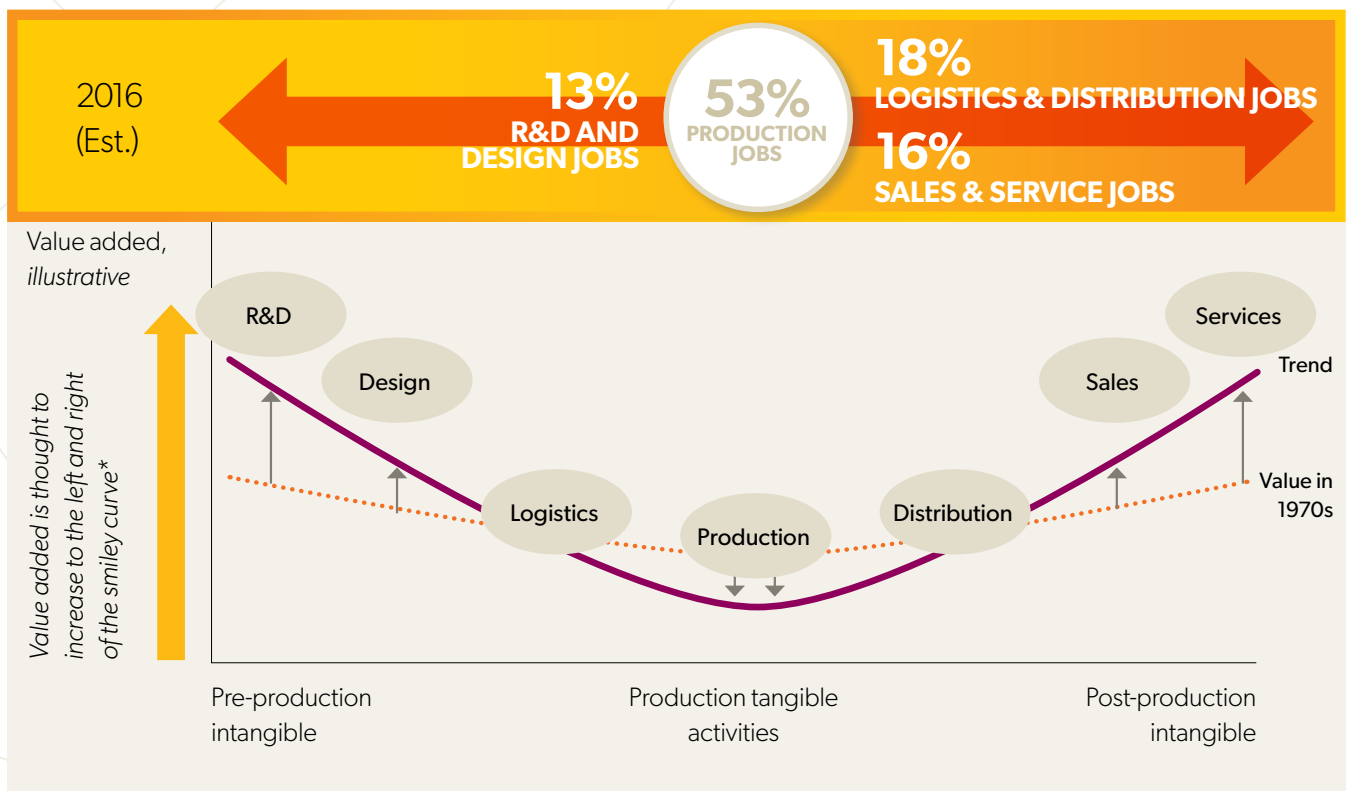 2016
(Est.)
13%
R&D AND
DESIGN JOBS
53%
PRODUCTION
JOBS
18%
LOGISTICS & DISTRIBUTION JOBS
16%
SALES & SERVICE JOBS
Value added,
illustrative
Value added is thought to
increase to the left and right
of the smiley curve*
R&D
Design
Logistics
Production
Distribution
Sales
Services
Trend
Value in
1970s
Pre-production
intangible
Production tangible
activities
Post-production
intangible